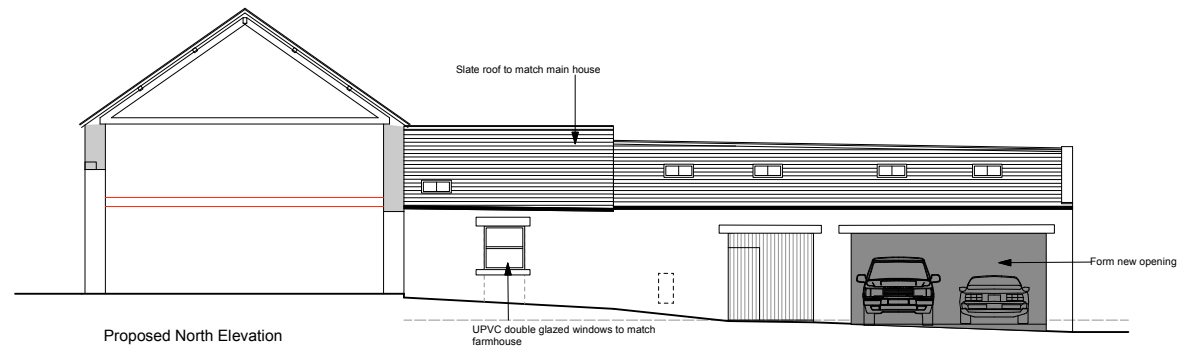 Slate roof to match main house
Form new opening
UPVC double glazed windows to match
farmhouse
Proposed North Elevation